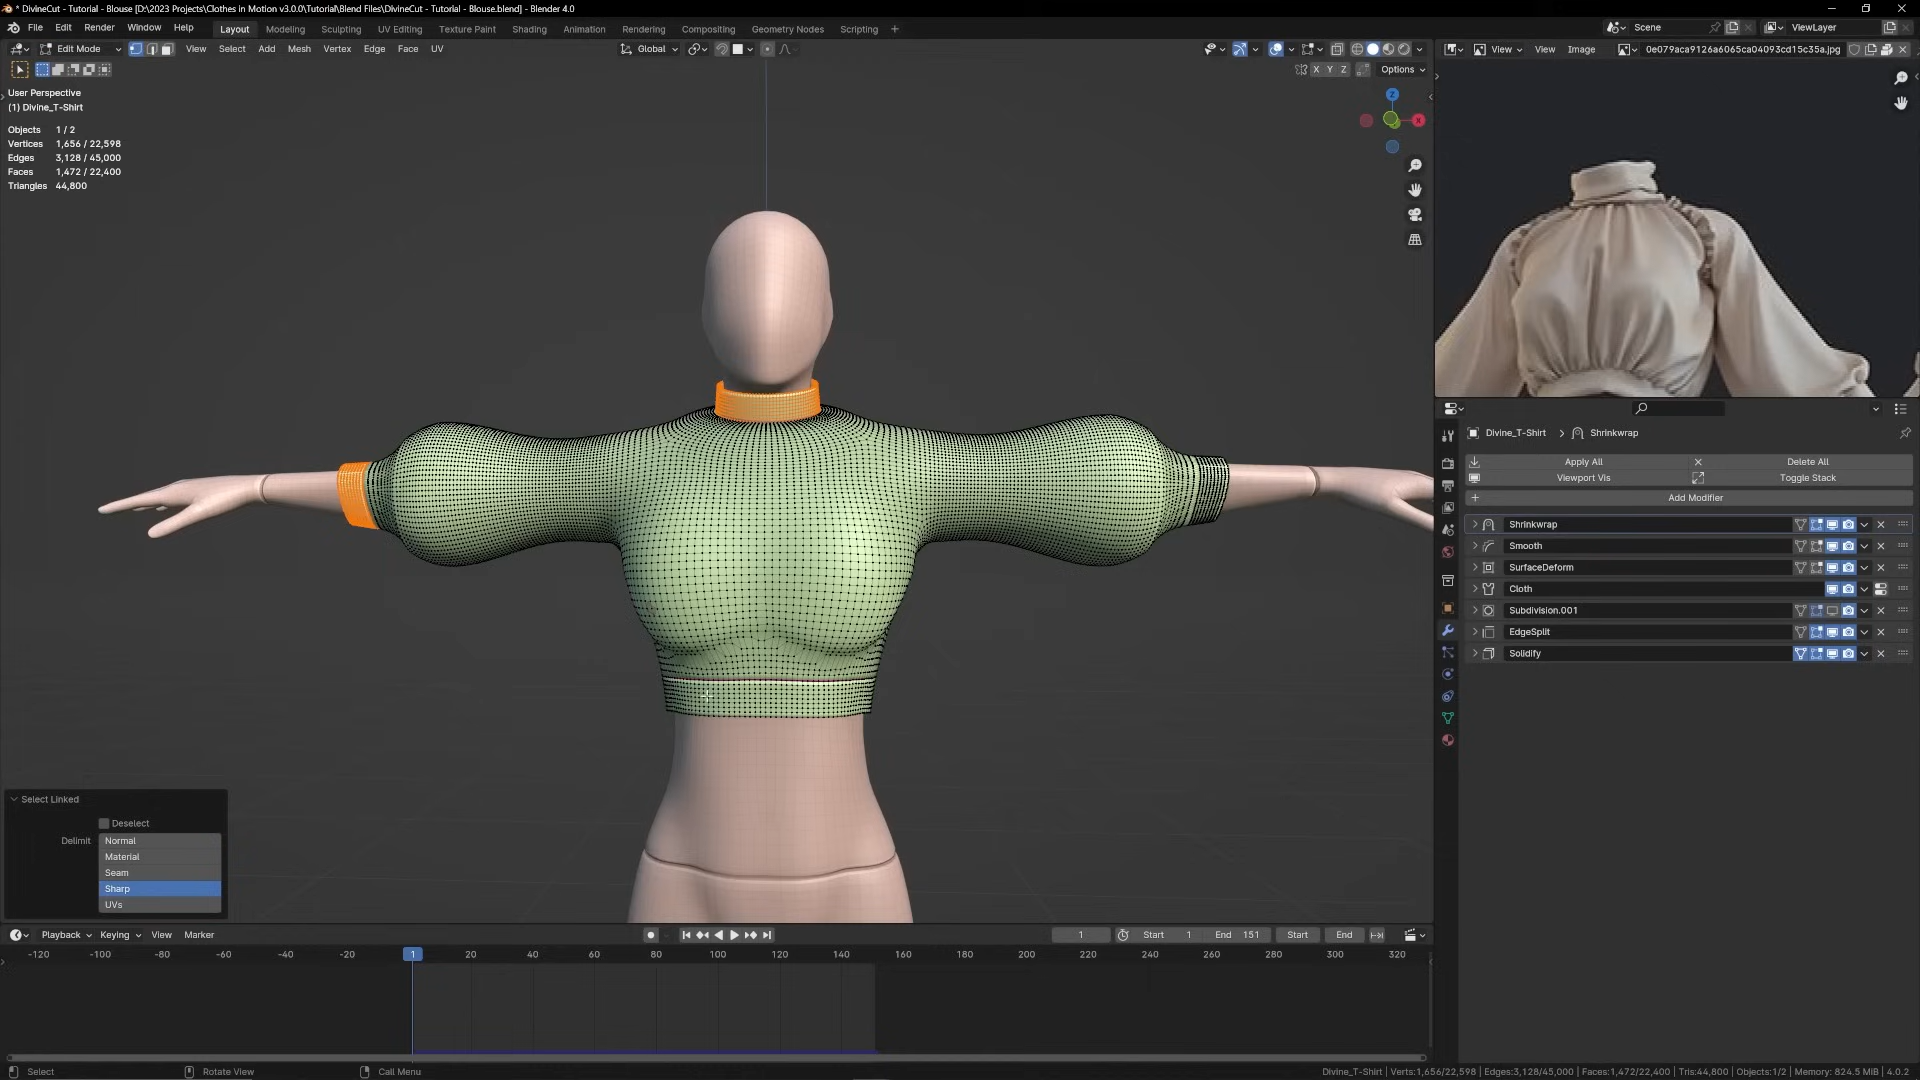 * DivineCut - Tutorial - Blouse [D:\2023 Projects\Clothes in Motion v3.0.0\Tutorial\Blend Files\DivineCut - Tutorial - Blouse.blend] - Blender 4.0
File Edit Render Window Help Layout Modeling Sculpting UV Editing Texture Paint Shading Animation Rendering Compositing Geometry Nodes Scripting + Scene ViewLayer
Edit Mode View Select Add Mesh Vertex Edge Face UV Global View View Image 0e079aca9126a6065ca04093cd15c35a.jpg
X Y Z Options
User Perspective
(1) Divine_T-Shirt
Objects 1 / 2
Vertices 1,656 / 22,598
Edges 3,128 / 45,000
Faces 1,472 / 22,400
Triangles 44,800
Z
X
Divine_T-Shirt > Shrinkwrap
Apply All Delete All
Viewport Vis Toggle Stack
Add Modifier
Shrinkwrap
Smooth
SurfaceDeform
Cloth
Subdivision.001
EdgeSplit
Solidify
Select Linked
Deselect
Delimit Normal
Material
Seam
Sharp
UVs
Playback Keying View Marker 1 Start 1 End 151 Start End
-120 -100 -80 -60 -40 -20 1 20 40 60 80 100 120 140 160 180 200 220 240 260 280 300 320
Select Rotate View Call Menu Divine_T-Shirt | Verts:1,656/22,598 | Edges:3,128/45,000 | Faces:1,472/22,400 | Tris:44,800 | Objects:1/2 | Memory: 824.5 MiB | 4.0.2